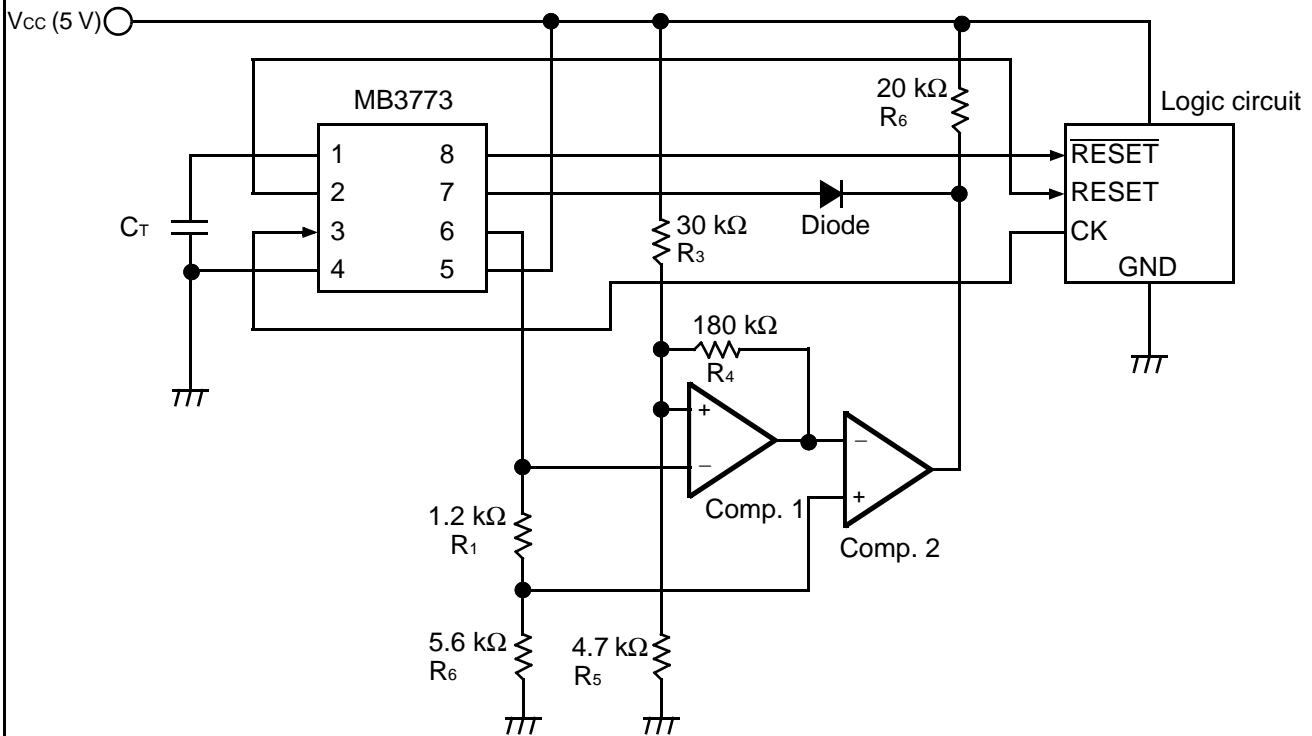 VCC (5 V)
MB3773
20 kΩ
R6
Logic circuit
1 8
2 7
3 6
4 5
RESET
RESET
CK
GND
CT
Diode
30 kΩ
R3
180 kΩ
R4
+
−
Comp. 1
−
+
Comp. 2
1.2 kΩ
R1
5.6 kΩ
R6
4.7 kΩ
R5